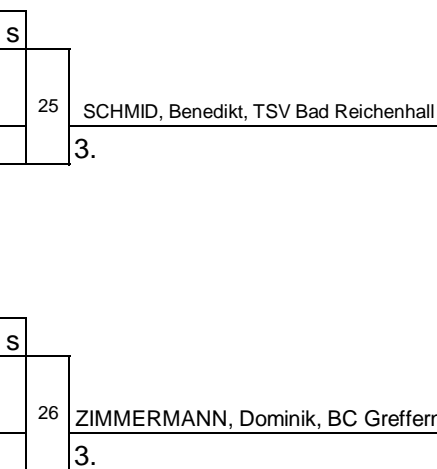 s
25 SCHMID, Benedikt, TSV Bad Reichenhall
3.
s
26 ZIMMERMANN, Dominik, BC Greffern
3.